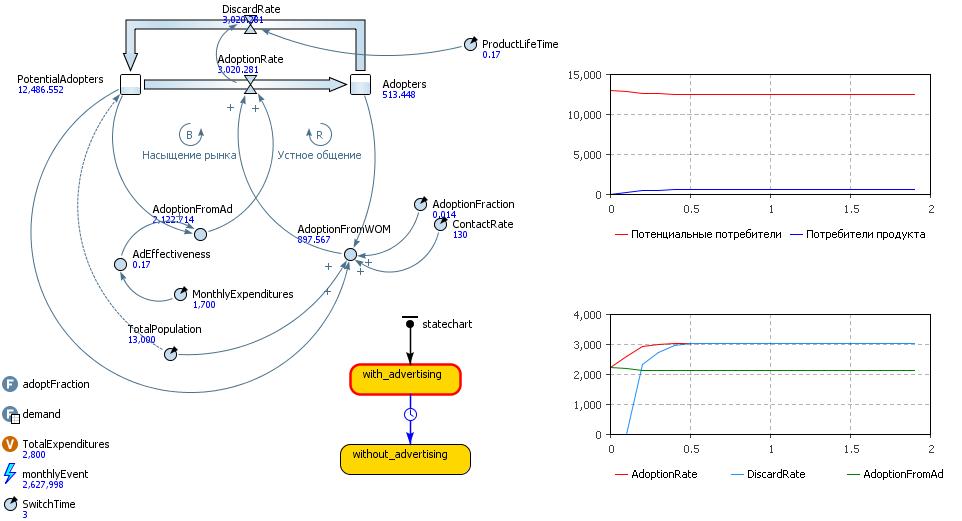 DiscardRate
3,020.281
ProductLifeTime
0.17
AdoptionRate
3,020.281
PotentialAdopters
12,486.552
Adopters
513.448
+
+
B
R
Насыщение рынка
Устное общение
AdoptionFromAd
2,122.714
AdoptionFraction
0.014
ContactRate
130
AdoptionFromWOM
897.567
AdEffectiveness
0.17
+
+
+
MonthlyExpenditures
1,700
TotalPopulation
13,000
statechart
with_advertising
without_advertising
F
adoptFraction
demand
V
TotalExpenditures
2,800
monthlyEvent
2,627,998
SwitchTime
3
15,000
10,000
5,000
0
0
0.5
1
1.5
2
Потенциальные потребители
Потребители продукта
4,000
3,000
2,000
1,000
0
0
0.5
1
1.5
2
AdoptionRate
DiscardRate
AdoptionFromAd